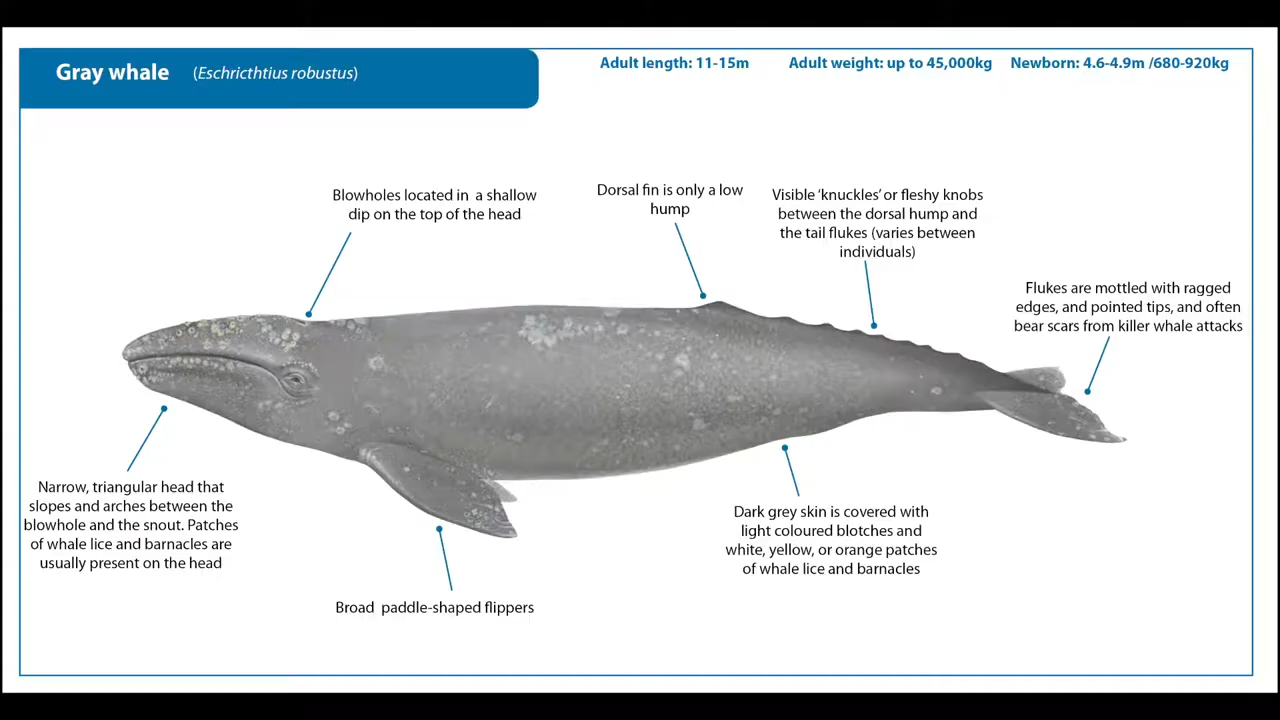 Gray whale (Eschricthtius robustus)
Adult length: 11-15m Adult weight: up to 45,000kg Newborn: 4.6-4.9m /680-920kg
Blowholes located in a shallow
dip on the top of the head
Dorsal fin is only a low
hump
Visible ‘knuckles’ or fleshy knobs
between the dorsal hump and
the tail flukes (varies between
individuals)
Flukes are mottled with ragged
edges, and pointed tips, and often
bear scars from killer whale attacks
Narrow, triangular head that
slopes and arches between the
blowhole and the snout. Patches
of whale lice and barnacles are
usually present on the head
Broad paddle-shaped flippers
Dark grey skin is covered with
light coloured blotches and
white, yellow, or orange patches
of whale lice and barnacles